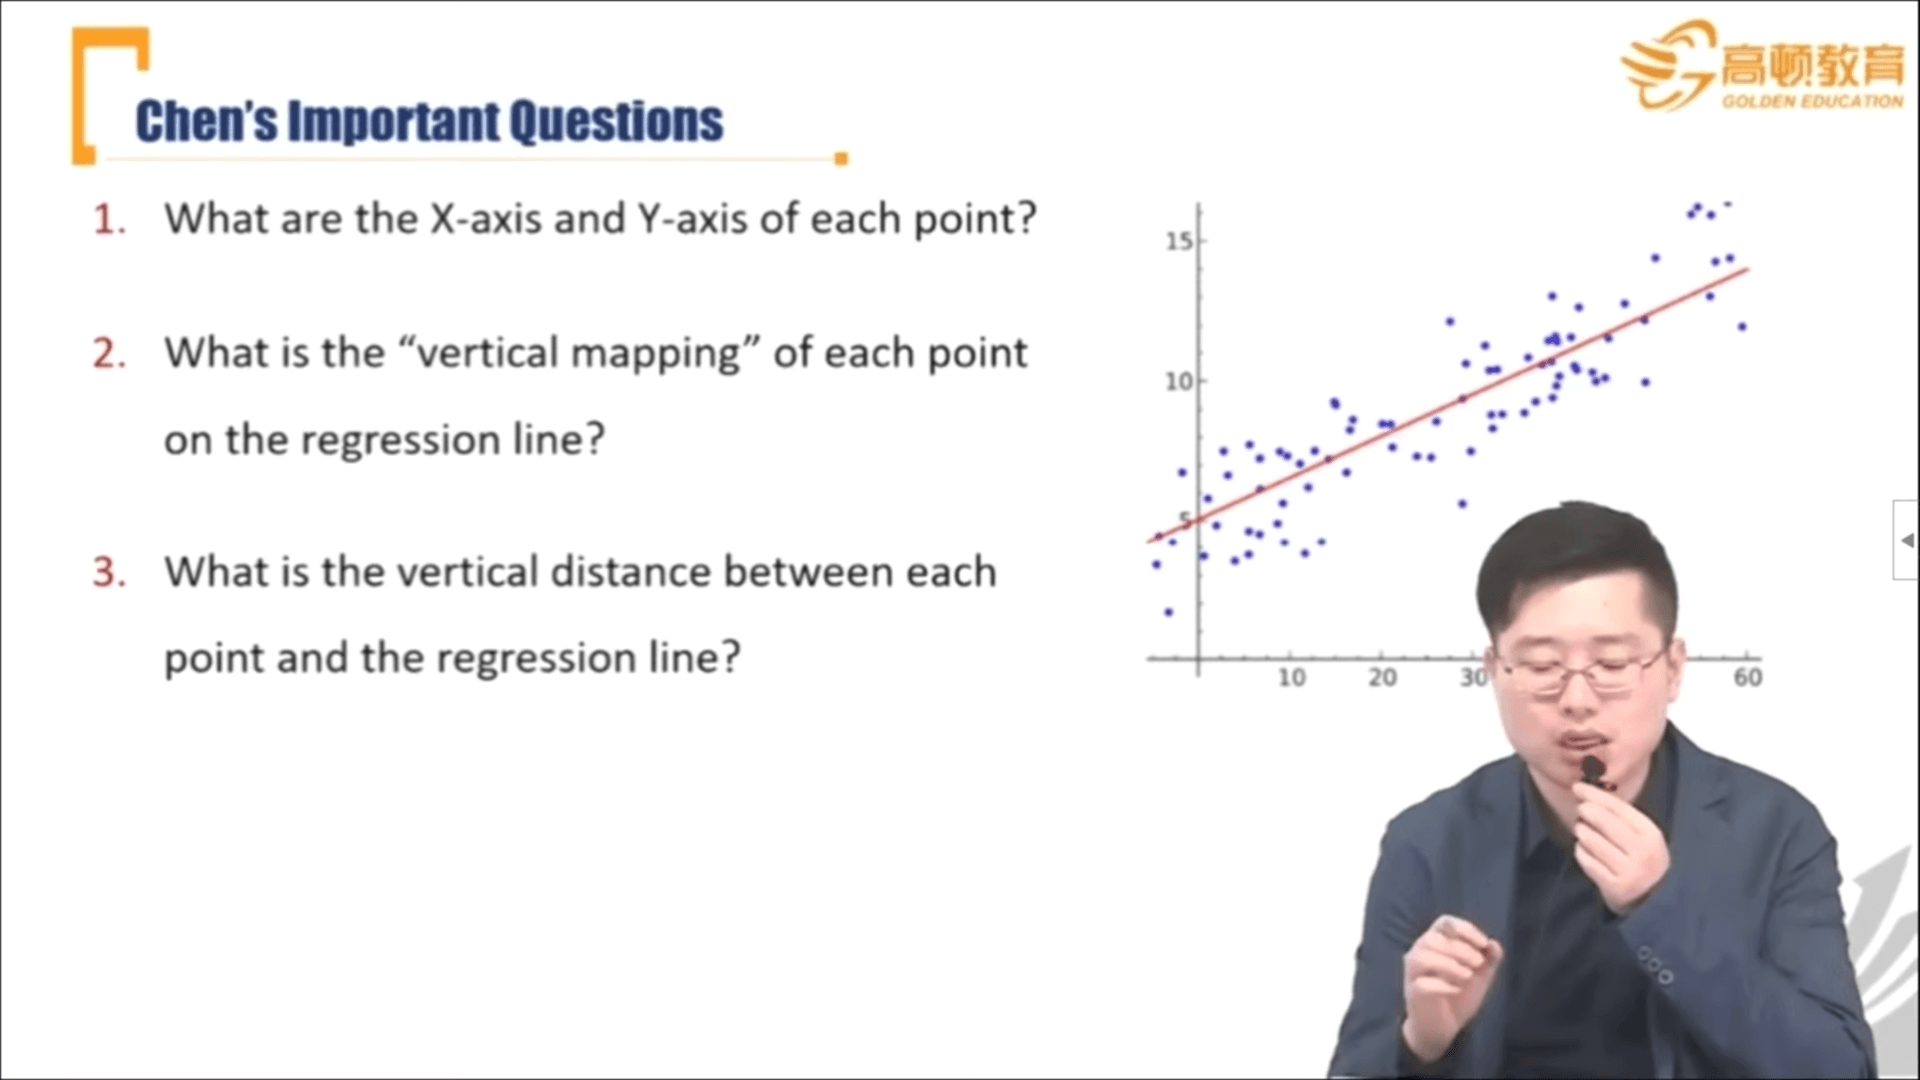 高顿教育
GOLDEN EDUCATION
Chen's Important Questions
1. What are the X-axis and Y-axis of each point?
2. What is the “vertical mapping” of each point
on the regression line?
3. What is the vertical distance between each
point and the regression line?
15
10
5
10 20 30 60